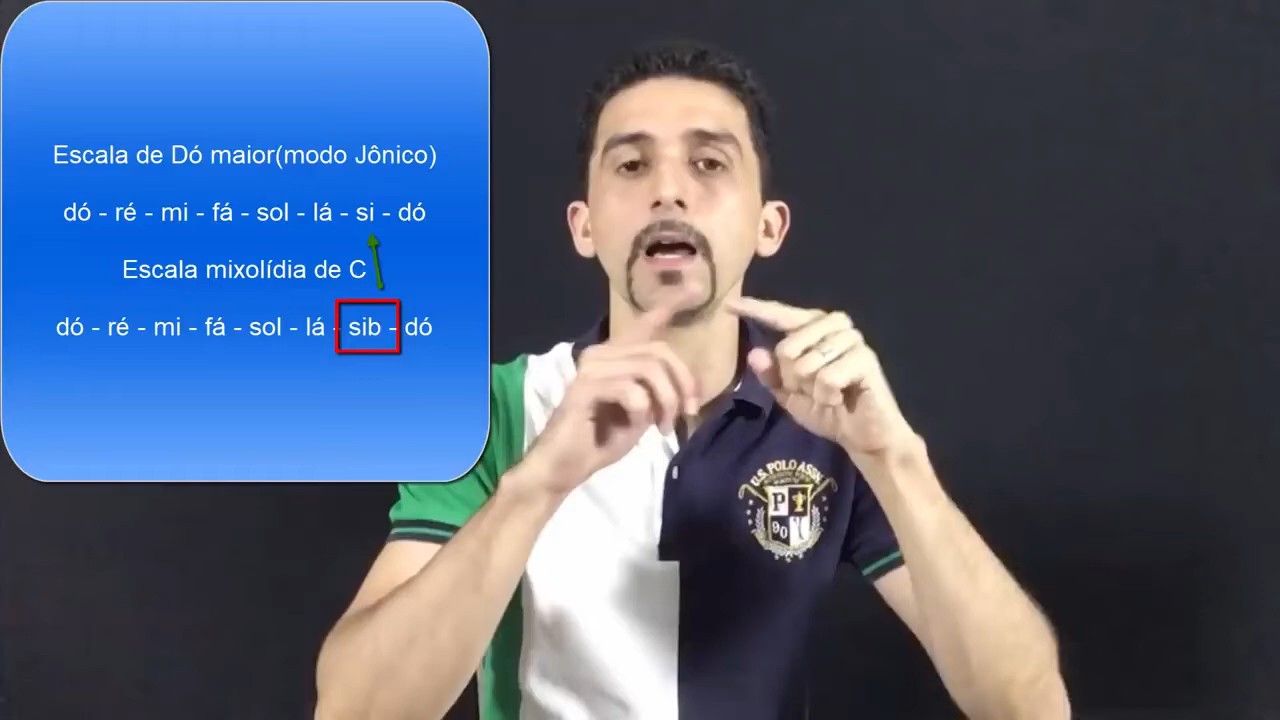 Escala de Dó maior(modo Jônico)
dó - ré - mi - fá - sol - lá - si - dó
Escala mixolídia de C
dó - ré - mi - fá - sol - lá - sib - dó
U.S. POLO ASSN.
P
90